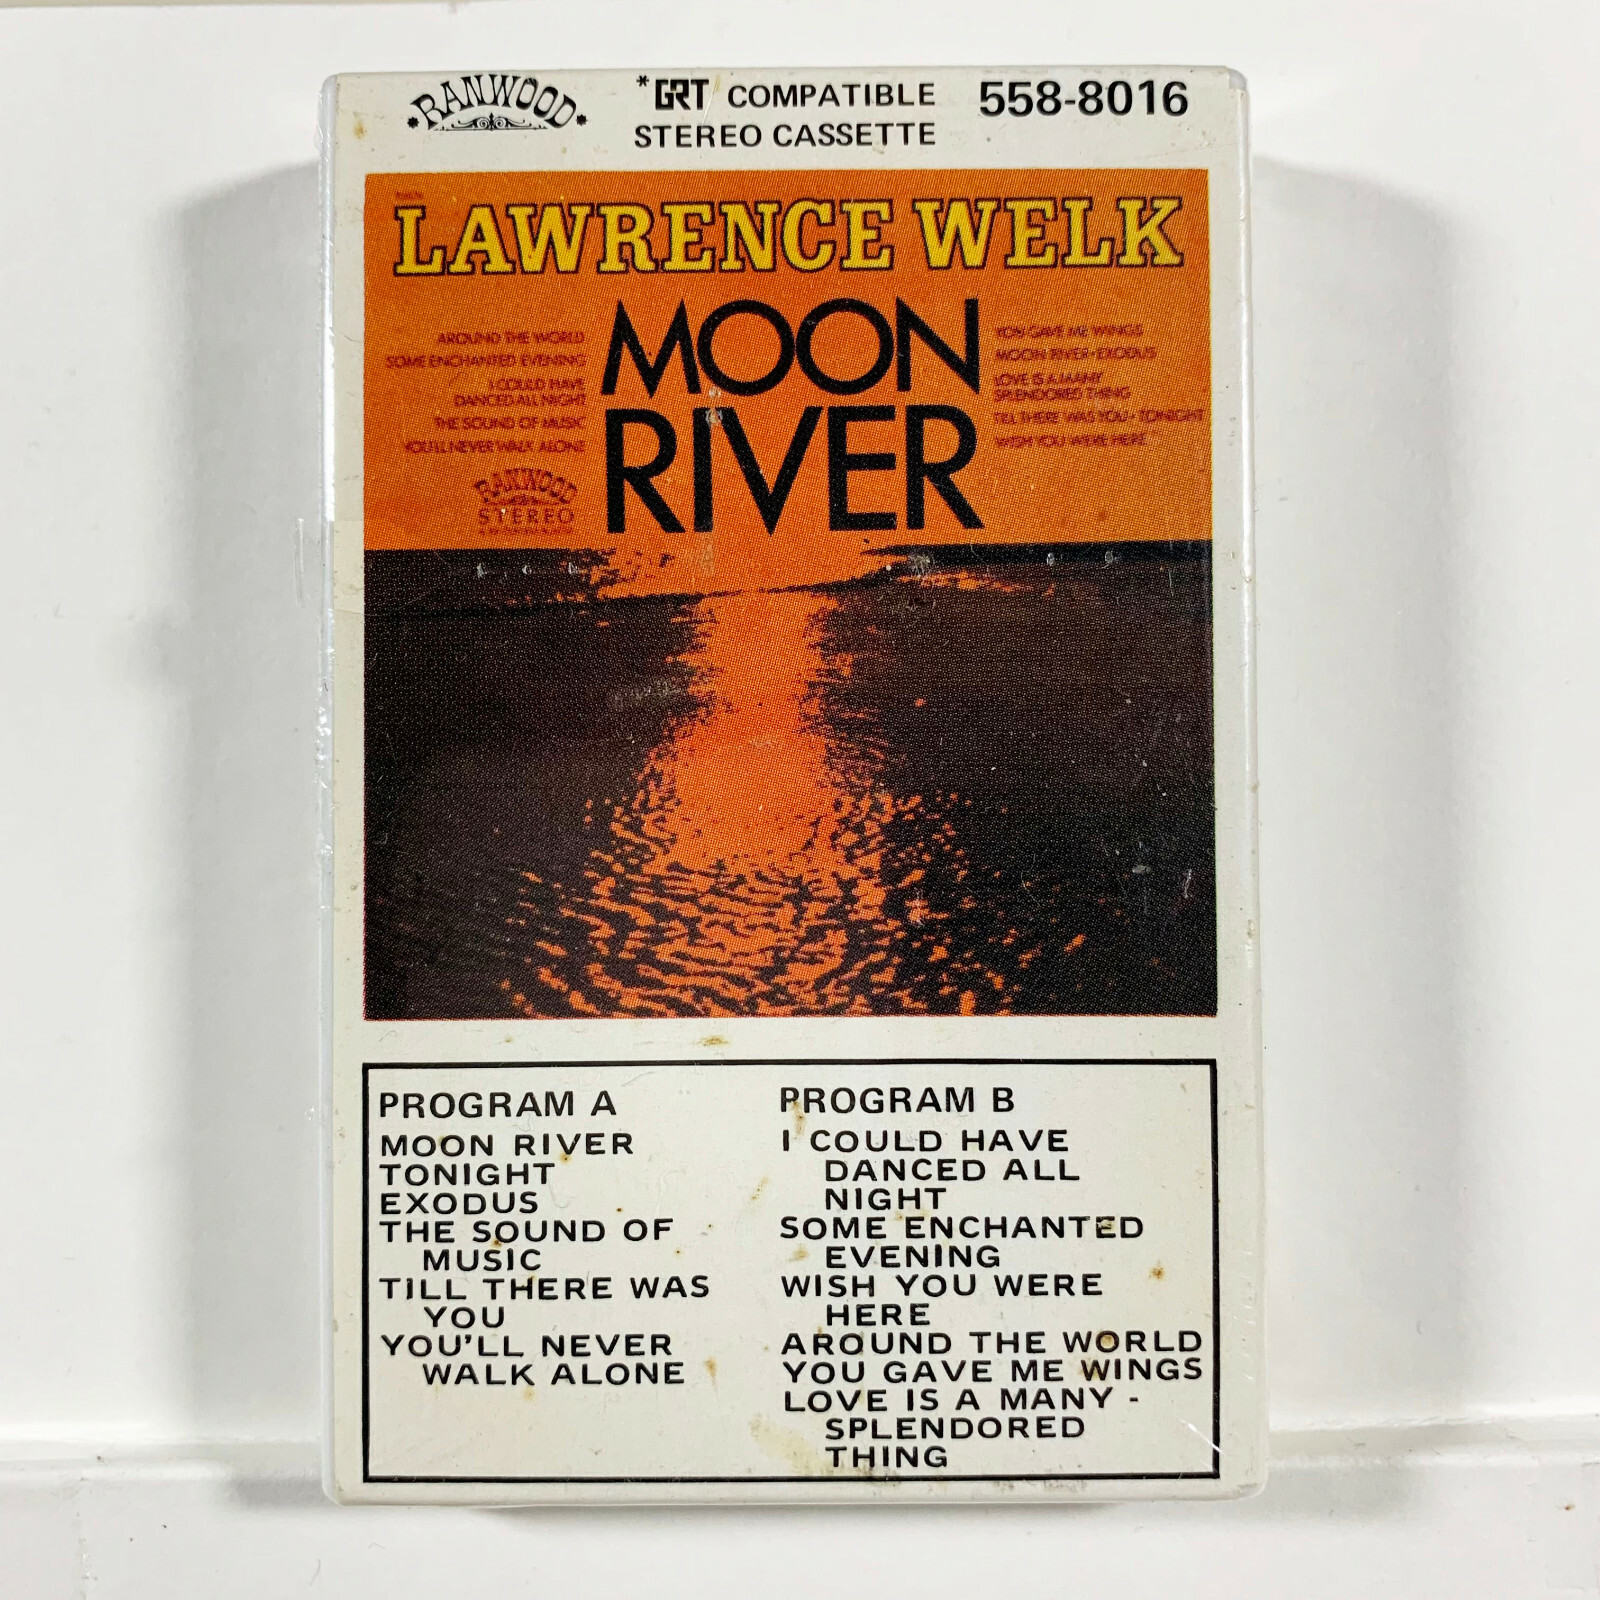 RANWOOD
*GRT COMPATIBLE
STEREO CASSETTE
558-8016
LAWRENCE WELK
MOON
RIVER
AROUND THE WORLD
SOME ENCHANTED EVENING
I COULD HAVE
DANCED ALL NIGHT
THE SOUND OF MUSIC
YOU'LL NEVER WALK ALONE
RANWOOD
STEREO
YOU GAVE ME WINGS
MOON RIVER • EXODUS
LOVE IS A MANY
SPLENDORED THING
TILL THERE WAS YOU • TONIGHT
WISH YOU WERE HERE
PROGRAM A
MOON RIVER
TONIGHT
EXODUS
THE SOUND OF
MUSIC
TILL THERE WAS
YOU
YOU'LL NEVER
WALK ALONE
PROGRAM B
I COULD HAVE
DANCED ALL
NIGHT
SOME ENCHANTED
EVENING
WISH YOU WERE
HERE
AROUND THE WORLD
YOU GAVE ME WINGS
LOVE IS A MANY -
SPLENDORED
THING